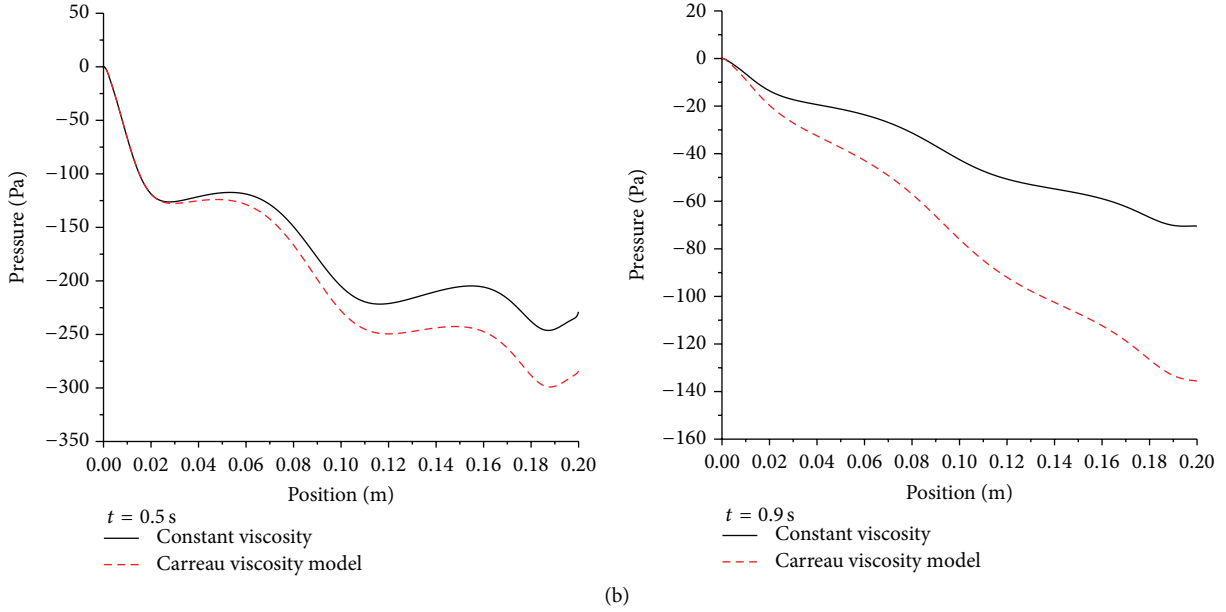 50
0
−50
−100
−150
−200
−250
−300
−350
Pressure (Pa)
0.00 0.02 0.04 0.06 0.08 0.10 0.12 0.14 0.16 0.18 0.20
Position (m)
t = 0.5 s
Constant viscosity
Carreau viscosity model
20
0
−20
−40
−60
−80
−100
−120
−140
−160
Pressure (Pa)
0.00 0.02 0.04 0.06 0.08 0.10 0.12 0.14 0.16 0.18 0.20
Position (m)
t = 0.9 s
Constant viscosity
Carreau viscosity model
(b)